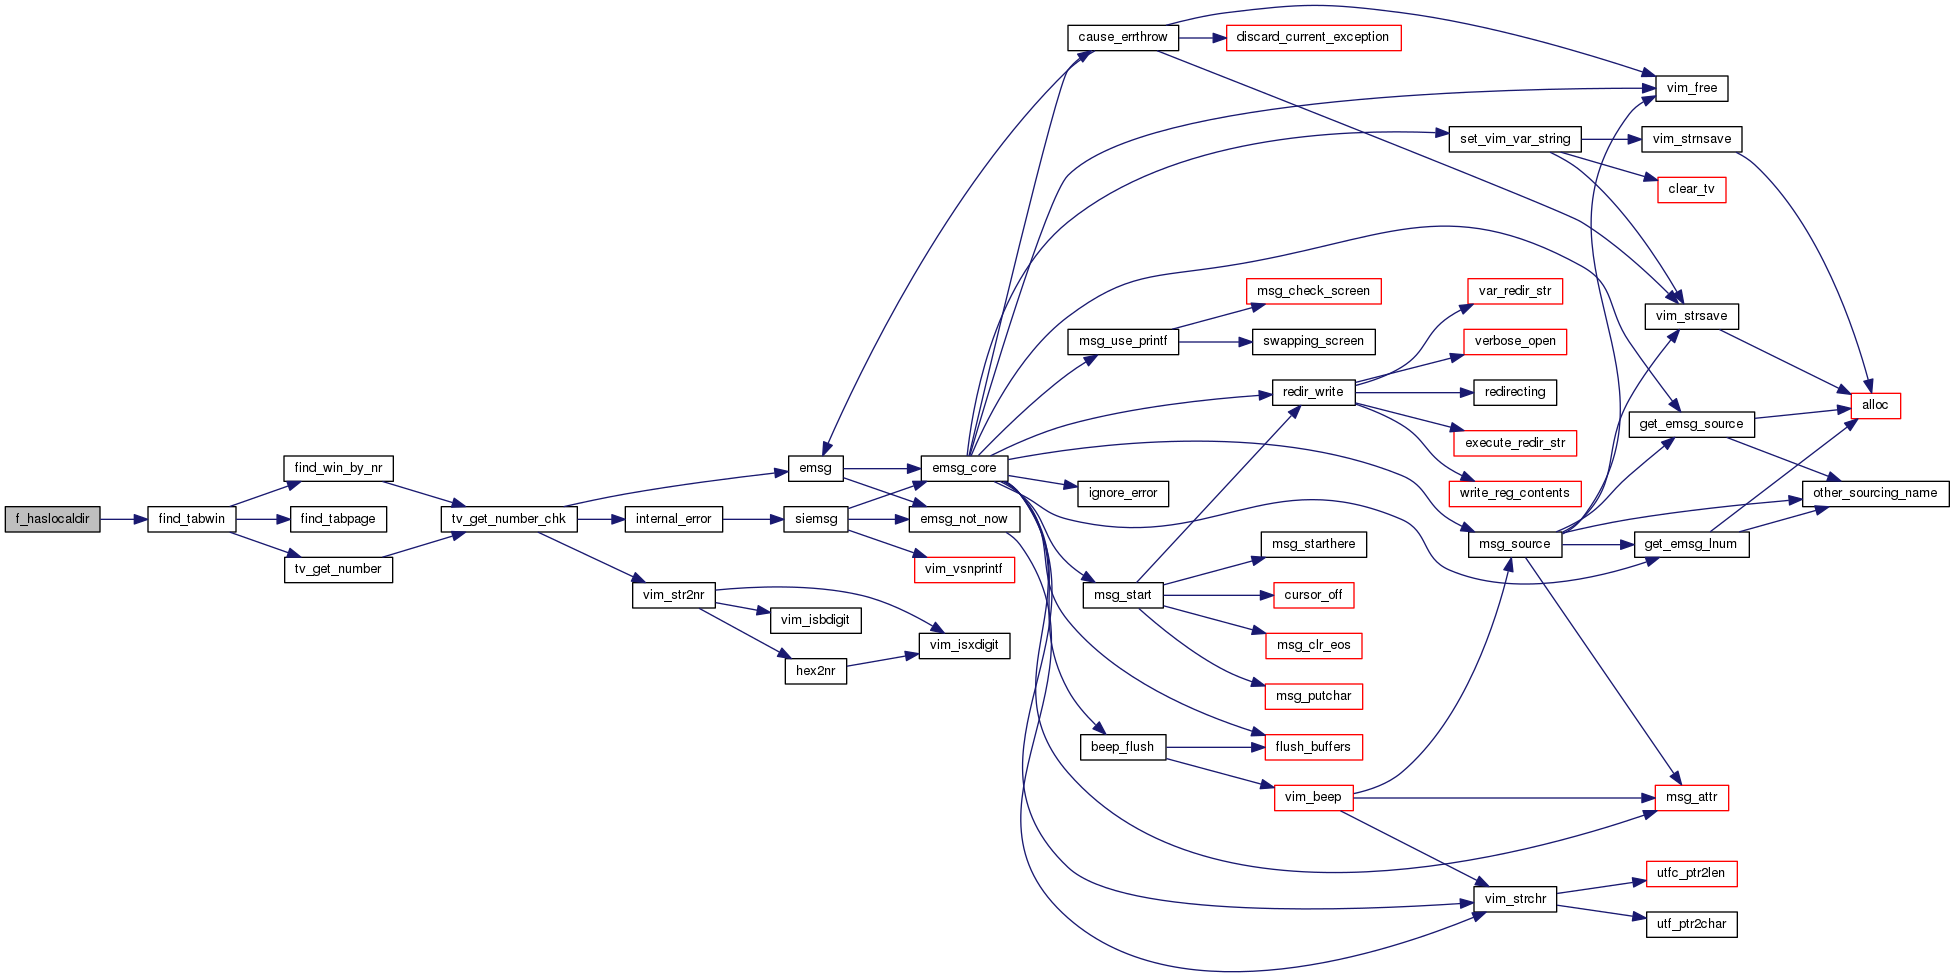 cause_errthrow
discard_current_exception
vim_free
set_vim_var_string
vim_strnsave
clear_tv
msg_check_screen
var_redir_str
vim_strsave
msg_use_printf
swapping_screen
verbose_open
redir_write
redirecting
alloc
get_emsg_source
execute_redir_str
find_win_by_nr
emsg
emsg_core
ignore_error
write_reg_contents
other_sourcing_name
f_haslocaldir
find_tabwin
find_tabpage
tv_get_number_chk
internal_error
siemsg
emsg_not_now
msg_starthere
msg_source
get_emsg_lnum
tv_get_number
vim_vsnprintf
vim_str2nr
msg_start
cursor_off
vim_isbdigit
vim_isxdigit
msg_clr_eos
hex2nr
msg_putchar
beep_flush
flush_buffers
vim_beep
msg_attr
utfc_ptr2len
vim_strchr
utf_ptr2char